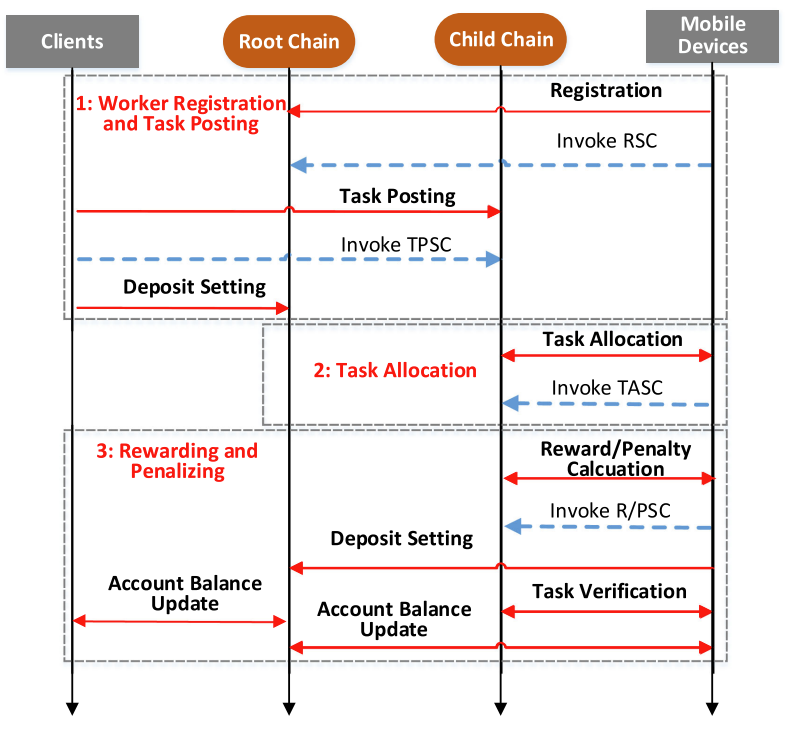 Clients
Root Chain
Child Chain
Mobile
Devices
1: Worker Registration
and Task Posting
Registration
Invoke RSC
Task Posting
Invoke TPSC
Deposit Setting
2: Task Allocation
Task Allocation
Invoke TASC
3: Rewarding and
Penalizing
Reward/Penalty
Calcuation
Invoke R/PSC
Deposit Setting
Account Balance
Update
Task Verification
Account Balance
Update